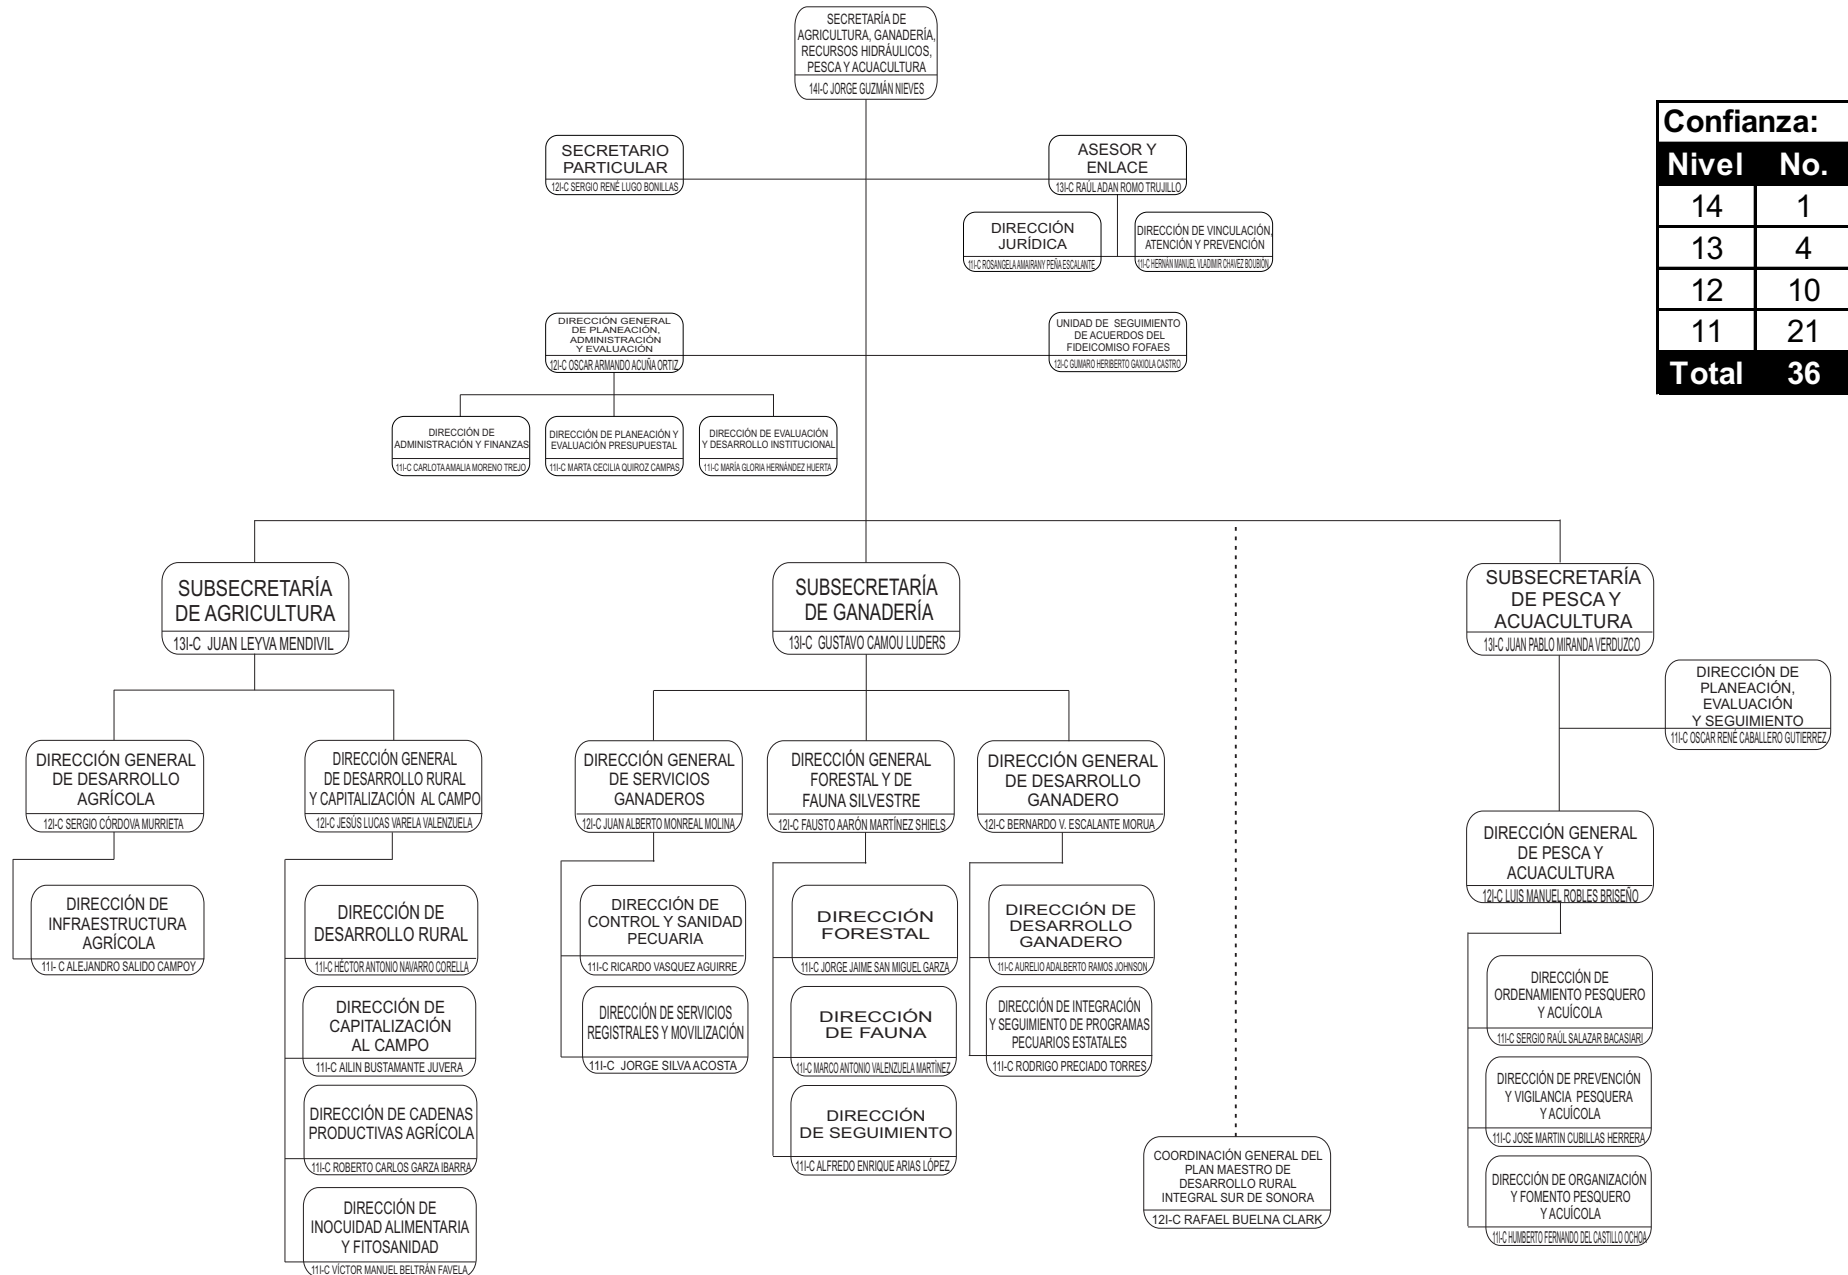 SECRETARÍA DE
AGRICULTURA, GANADERÍA,
RECURSOS HIDRÁULICOS,
PESCA Y ACUACULTURA
14I-C JORGE GUZMÁN NIEVES
Confianza:
Nivel No.
14 1
13 4
12 10
11 21
Total 36
SECRETARIO
PARTICULAR
12I-C SERGIO RENÉ LUGO BONILLAS
ASESOR Y
ENLACE
13I-C RAÚL ADAN ROMO TRUJILLO
DIRECCIÓN
JURÍDICA
11I-C ROSANGELA AMAIRANY PEÑA ESCALANTE
DIRECCIÓN DE VINCULACIÓN,
ATENCIÓN Y PREVENCIÓN
11I-C HERNÁN MANUEL VLADIMIR CHAVEZ BOUBIÓN
DIRECCIÓN GENERAL
DE PLANEACIÓN,
ADMINISTRACIÓN
Y EVALUACIÓN
12I-C OSCAR ARMANDO ACUÑA ORTIZ
UNIDAD DE SEGUIMIENTO
DE ACUERDOS DEL
FIDEICOMISO FOFAES
12I-C GUMARO HERIBERTO GAXIOLA CASTRO
DIRECCIÓN DE
ADMINISTRACIÓN Y FINANZAS
11I-C CARLOTA AMALIA MORENO TREJO
DIRECCIÓN DE PLANEACIÓN Y
EVALUACIÓN PRESUPUESTAL
11I-C MARTA CECILIA QUIROZ CAMPAS
DIRECCIÓN DE EVALUACIÓN
Y DESARROLLO INSTITUCIONAL
11I-C MARÍA GLORIA HERNÁNDEZ HUERTA
SUBSECRETARÍA
DE AGRICULTURA
13I-C JUAN LEYVA MENDIVIL
SUBSECRETARÍA
DE GANADERÍA
13I-C GUSTAVO CAMOU LUDERS
SUBSECRETARÍA
DE PESCA Y
ACUACULTURA
13I-C JUAN PABLO MIRANDA VERDUZCO
DIRECCIÓN DE
PLANEACIÓN,
EVALUACIÓN
Y SEGUIMIENTO
11I-C OSCAR RENÉ CABALLERO GUTIERREZ
DIRECCIÓN GENERAL
DE DESARROLLO
AGRÍCOLA
12I-C SERGIO CÓRDOVA MURRIETA
DIRECCIÓN GENERAL
DE DESARROLLO RURAL
Y CAPITALIZACIÓN AL CAMPO
12I-C JESÚS LUCAS VARELA VALENZUELA
DIRECCIÓN GENERAL
DE SERVICIOS
GANADEROS
12I-C JUAN ALBERTO MONREAL MOLINA
DIRECCIÓN GENERAL
FORESTAL Y DE
FAUNA SILVESTRE
12I-C FAUSTO AARÓN MARTÍNEZ SHIELS
DIRECCIÓN GENERAL
DE DESARROLLO
GANADERO
12I-C BERNARDO V. ESCALANTE MORUA
DIRECCIÓN GENERAL
DE PESCA Y
ACUACULTURA
12I-C LUIS MANUEL ROBLES BRISEÑO
DIRECCIÓN DE
INFRAESTRUCTURA
AGRÍCOLA
11I- C ALEJANDRO SALIDO CAMPOY
DIRECCIÓN DE
DESARROLLO RURAL
11I-C HÉCTOR ANTONIO NAVARRO CORELLA
DIRECCIÓN DE
CONTROL Y SANIDAD
PECUARIA
11I-C RICARDO VASQUEZ AGUIRRE
DIRECCIÓN
FORESTAL
11I-C JORGE JAIME SAN MIGUEL GARZA
DIRECCIÓN DE
DESARROLLO
GANADERO
11I-C AURELIO ADALBERTO RAMOS JOHNSON
DIRECCIÓN DE
CAPITALIZACIÓN
AL CAMPO
11I-C AILIN BUSTAMANTE JUVERA
DIRECCIÓN DE SERVICIOS
REGISTRALES Y MOVILIZACIÓN
11I-C JORGE SILVA ACOSTA
DIRECCIÓN
DE FAUNA
11I-C MARCO ANTONIO VALENZUELA MARTÍNEZ
DIRECCIÓN DE INTEGRACIÓN
Y SEGUIMIENTO DE PROGRAMAS
PECUARIOS ESTATALES
11I-C RODRIGO PRECIADO TORRES
DIRECCIÓN DE
ORDENAMIENTO PESQUERO
Y ACUÍCOLA
11I-C SERGIO RAÚL SALAZAR BACASIARI
DIRECCIÓN DE CADENAS
PRODUCTIVAS AGRÍCOLA
11I-C ROBERTO CARLOS GARZA IBARRA
DIRECCIÓN
DE SEGUIMIENTO
11I-C ALFREDO ENRIQUE ARIAS LÓPEZ
DIRECCIÓN DE PREVENCIÓN
Y VIGILANCIA PESQUERA
Y ACUÍCOLA
11I-C JOSE MARTIN CUBILLAS HERRERA
COORDINACIÓN GENERAL DEL
PLAN MAESTRO DE
DESARROLLO RURAL
INTEGRAL SUR DE SONORA
12I-C RAFAEL BUELNA CLARK
DIRECCIÓN DE
INOCUIDAD ALIMENTARIA
Y FITOSANIDAD
11I-C VÍCTOR MANUEL BELTRÁN FAVELA
DIRECCIÓN DE ORGANIZACIÓN
Y FOMENTO PESQUERO
Y ACUÍCOLA
11I-C HUMBERTO FERNANDO DEL CASTILLO OCHOA